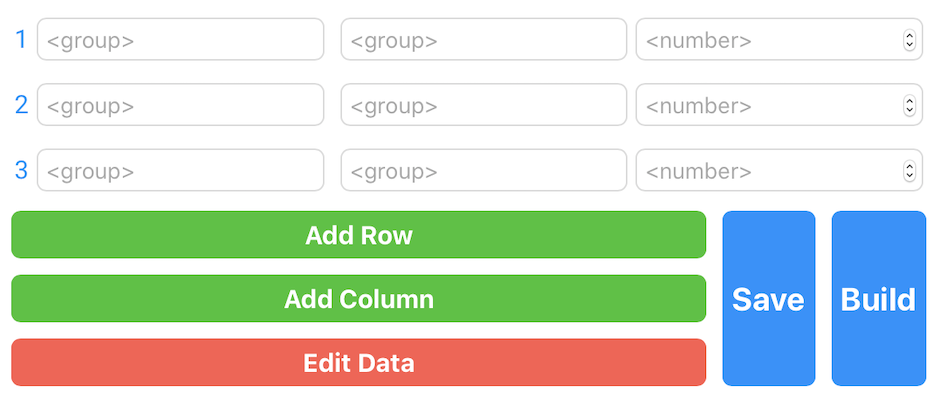 1 <group> <group> <number>
2 <group> <group> <number>
3 <group> <group> <number>
Add Row
Add Column
Edit Data
Save
Build